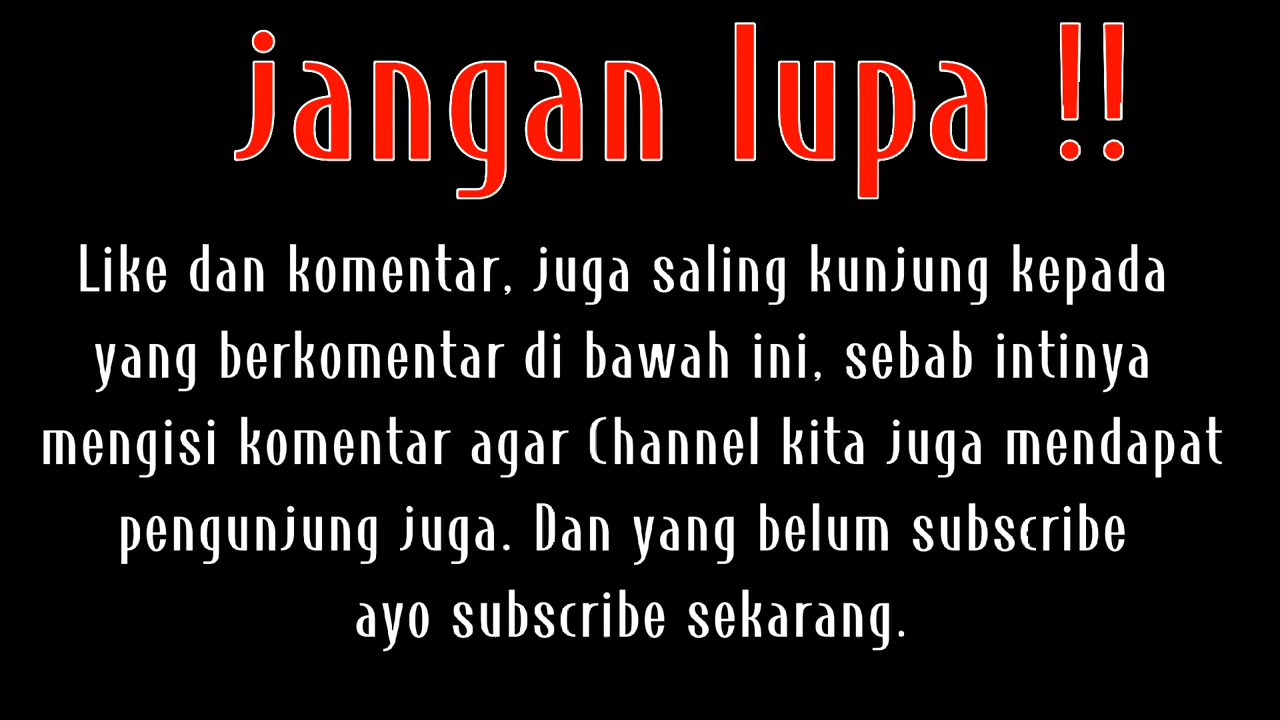 jangan lupa !!
Like dan komentar, juga saling kunjung kepada
yang berkomentar di bawah ini, sebab intinya
mengisi komentar agar Channel kita juga mendapat
pengunjung juga. Dan yang belum subscribe
ayo subscribe sekarang.